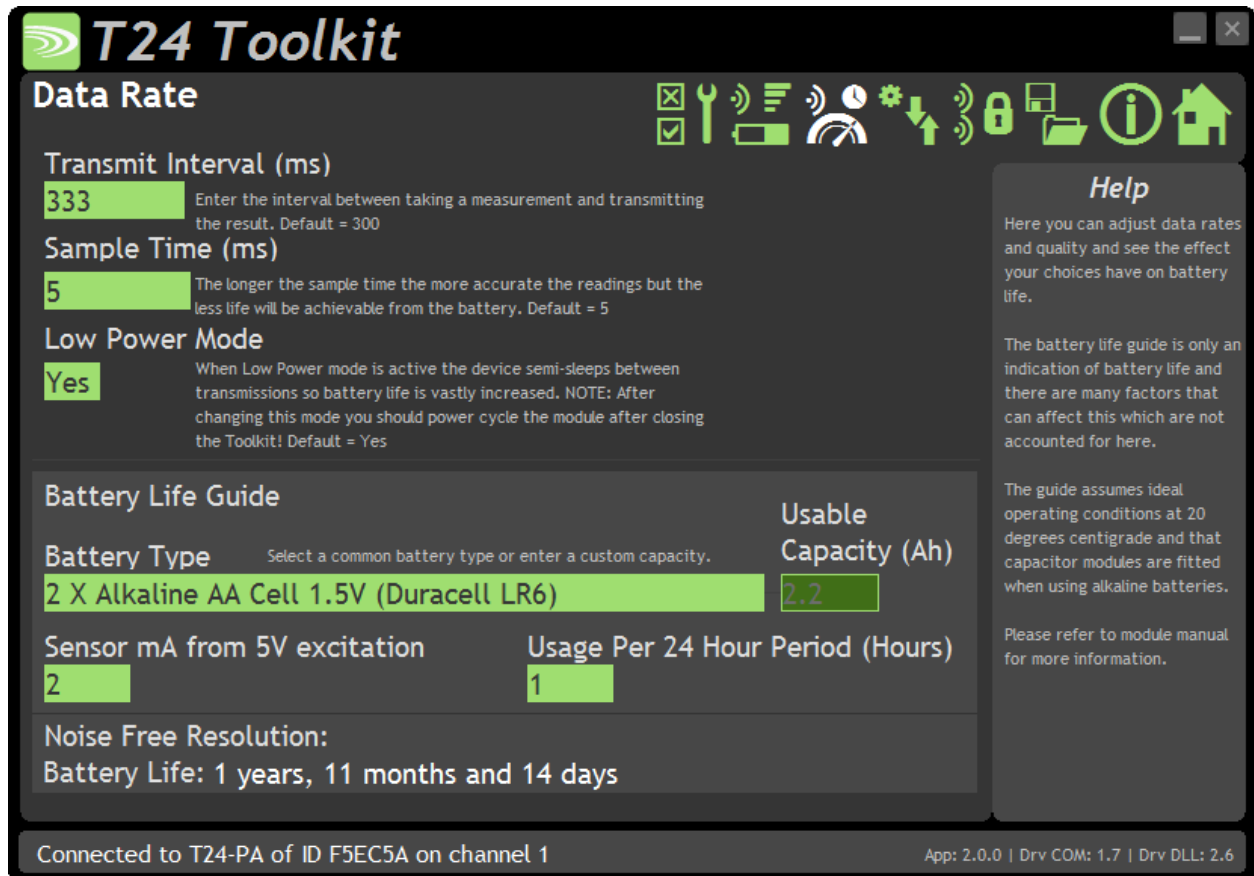 T24 Toolkit
Data Rate
Transmit Interval (ms)
333
Enter the interval between taking a measurement and transmitting
the result. Default = 300
Sample Time (ms)
5
The longer the sample time the more accurate the readings but the
less life will be achievable from the battery. Default = 5
Low Power Mode
Yes
When Low Power mode is active the device semi-sleeps between
transmissions so battery life is vastly increased. NOTE: After
changing this mode you should power cycle the module after closing
the Toolkit! Default = Yes
Battery Life Guide
Battery Type
Select a common battery type or enter a custom capacity.
Usable
Capacity (Ah)
2 X Alkaline AA Cell 1.5V (Duracell LR6)
2.2
Sensor mA from 5V excitation
Usage Per 24 Hour Period (Hours)
2
1
Noise Free Resolution:
Battery Life: 1 years, 11 months and 14 days
Help
Here you can adjust data rates
and quality and see the effect
your choices have on battery
life.
The battery life guide is only an
indication of battery life and
there are many factors that
can affect this which are not
accounted for here.
The guide assumes ideal
operating conditions at 20
degrees centigrade and that
capacitor modules are fitted
when using alkaline batteries.
Please refer to module manual
for more information.
Connected to T24-PA of ID F5EC5A on channel 1
App: 2.0.0 | Drv COM: 1.7 | Drv DLL: 2.6